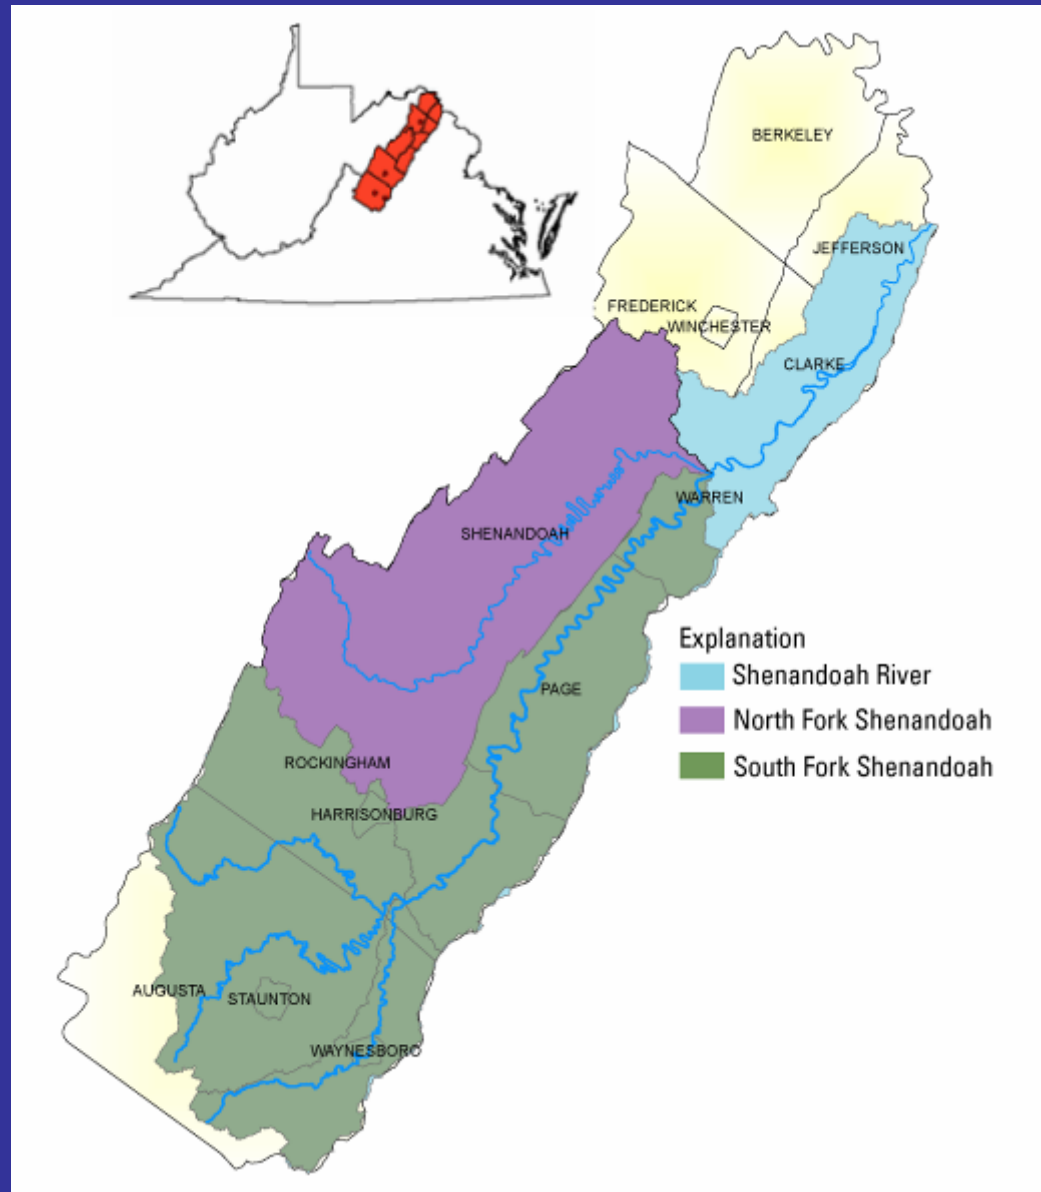 BERKELEY
JEFFERSON
FREDERICK
WINCHESTER
CLARKE
WARREN
SHENANDOAH
Explanation
Shenandoah River
North Fork Shenandoah
South Fork Shenandoah
PAGE
ROCKINGHAM
HARRISONBURG
AUGUSTA
STAUNTON
WAYNESBORO